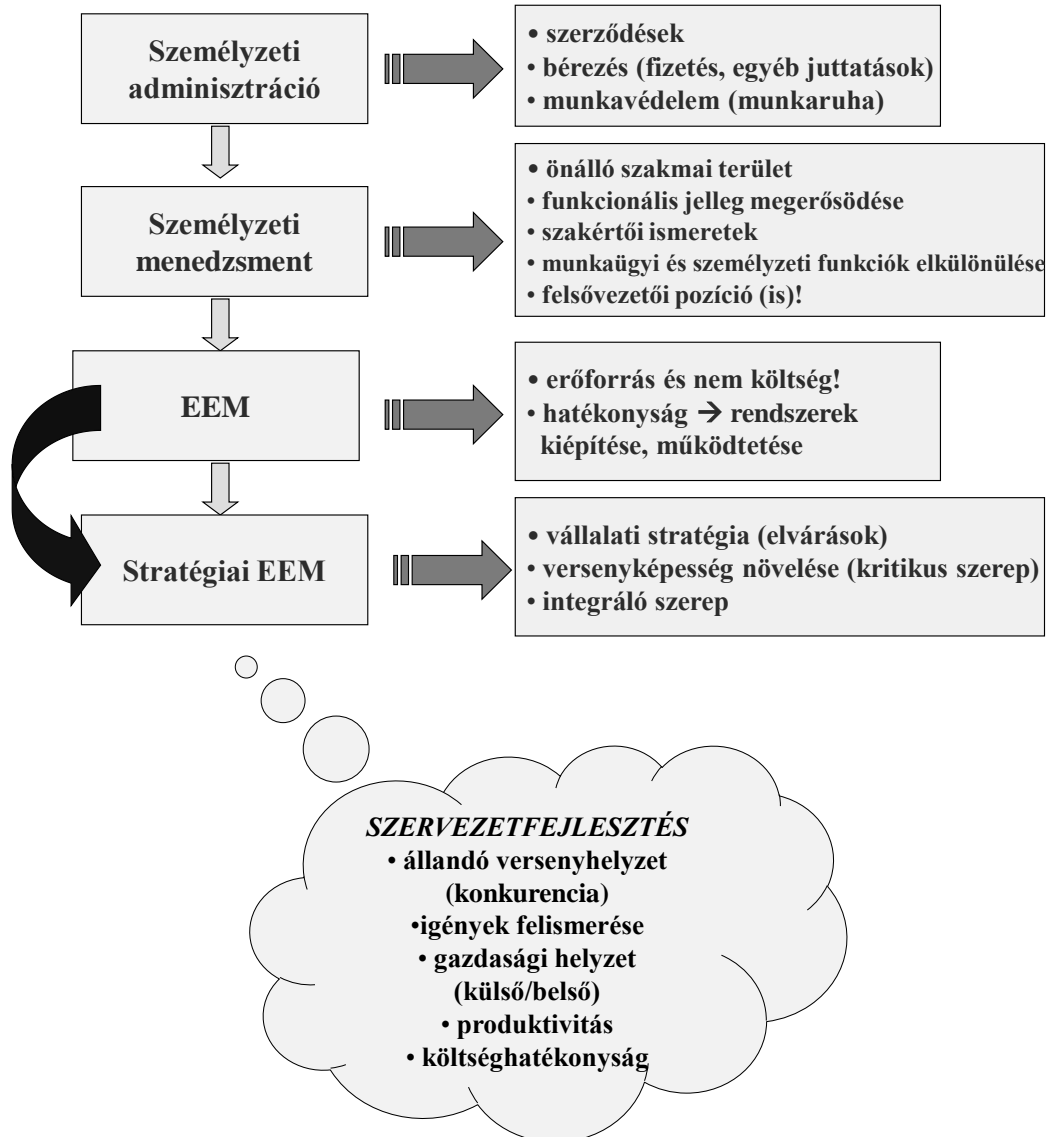 Személyzeti
adminisztráció
• szerződések
• bérezés (fizetés, egyéb juttatások)
• munkavédelem (munkaruha)
Személyzeti
menedzsment
• önálló szakmai terület
• funkcionális jelleg megerősödése
• szakértői ismeretek
• munkaügyi és személyzeti funkciók elkülönülése
• felsővezetői pozíció (is)!
EEM
• erőforrás és nem költség!
• hatékonyság → rendszerek
kiépítése, működtetése
Stratégiai EEM
• vállalati stratégia (elvárások)
• versenyképesség növelése (kritikus szerep)
• integráló szerep
SZERVEZETFEJLESZTÉS
• állandó versenyhelyzet
(konkurencia)
•igények felismerése
• gazdasági helyzet
(külső/belső)
• produktivitás
• költséghatékonyság